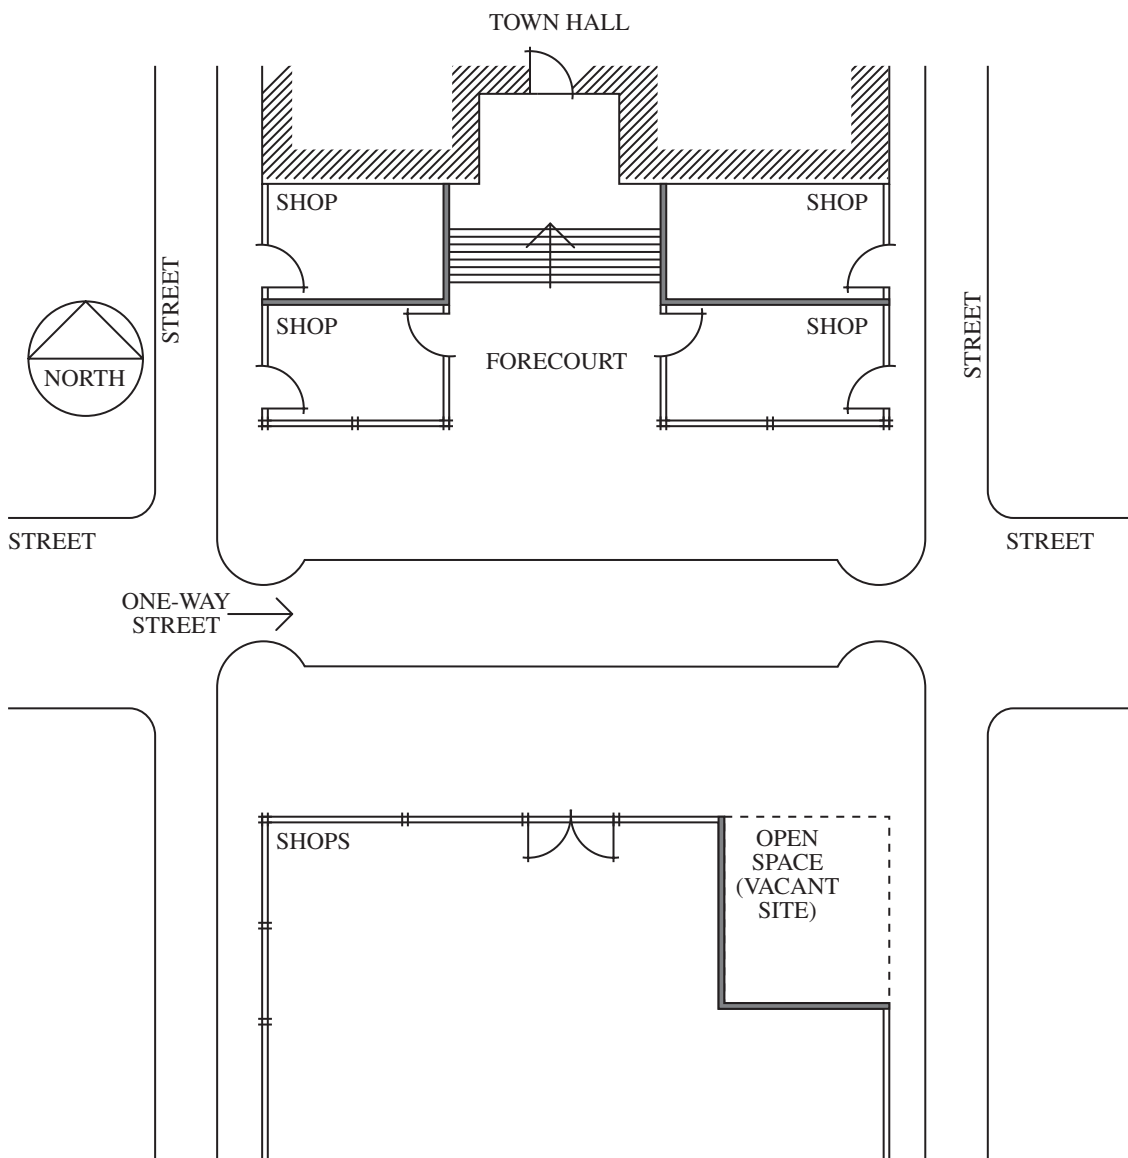 TOWN HALL
SHOP
SHOP
STREET
SHOP
SHOP
STREET
FORECOURT
NORTH
STREET
STREET
ONE-WAY
STREET
SHOPS
OPEN
SPACE
(VACANT
SITE)